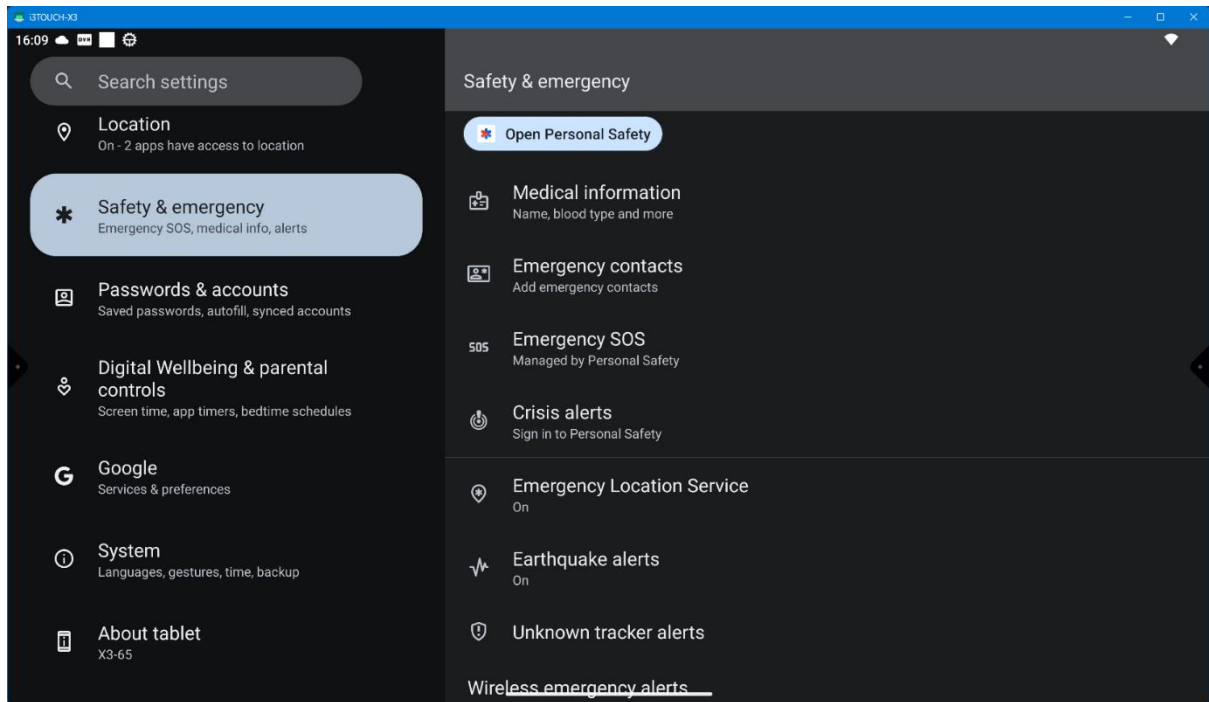 i3TOUCH-X3
16:09
Search settings
Location
On - 2 apps have access to location
Safety & emergency
Emergency SOS, medical info, alerts
Passwords & accounts
Saved passwords, autofill, synced accounts
Digital Wellbeing & parental
controls
Screen time, app timers, bedtime schedules
Google
Services & preferences
System
Languages, gestures, time, backup
About tablet
X3-65
Safety & emergency
Open Personal Safety
Medical information
Name, blood type and more
Emergency contacts
Add emergency contacts
SOS
Emergency SOS
Managed by Personal Safety
Crisis alerts
Sign in to Personal Safety
Emergency Location Service
On
Earthquake alerts
On
Unknown tracker alerts
Wireless emergency alerts